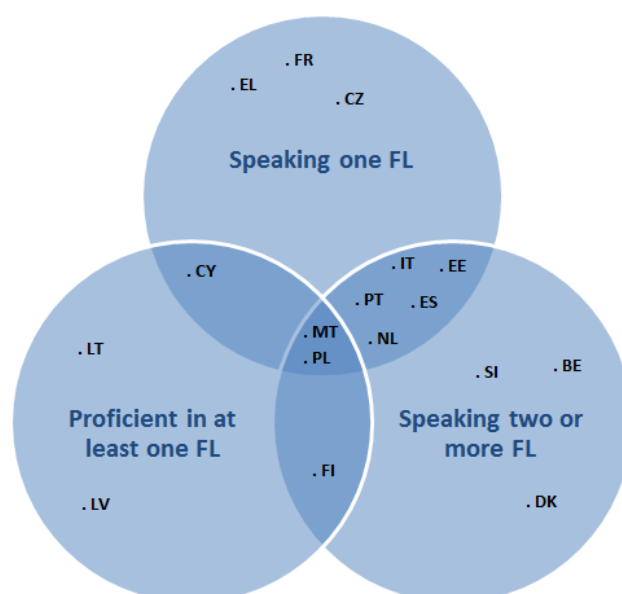 . FR
. EL
. CZ
Speaking one FL
. IT
. EE
. CY
. PT
. ES
. MT
. NL
. LT
. PL
. SI
. BE
Proficient in at
least one FL
Speaking two or
more FL
. FI
. LV
. DK